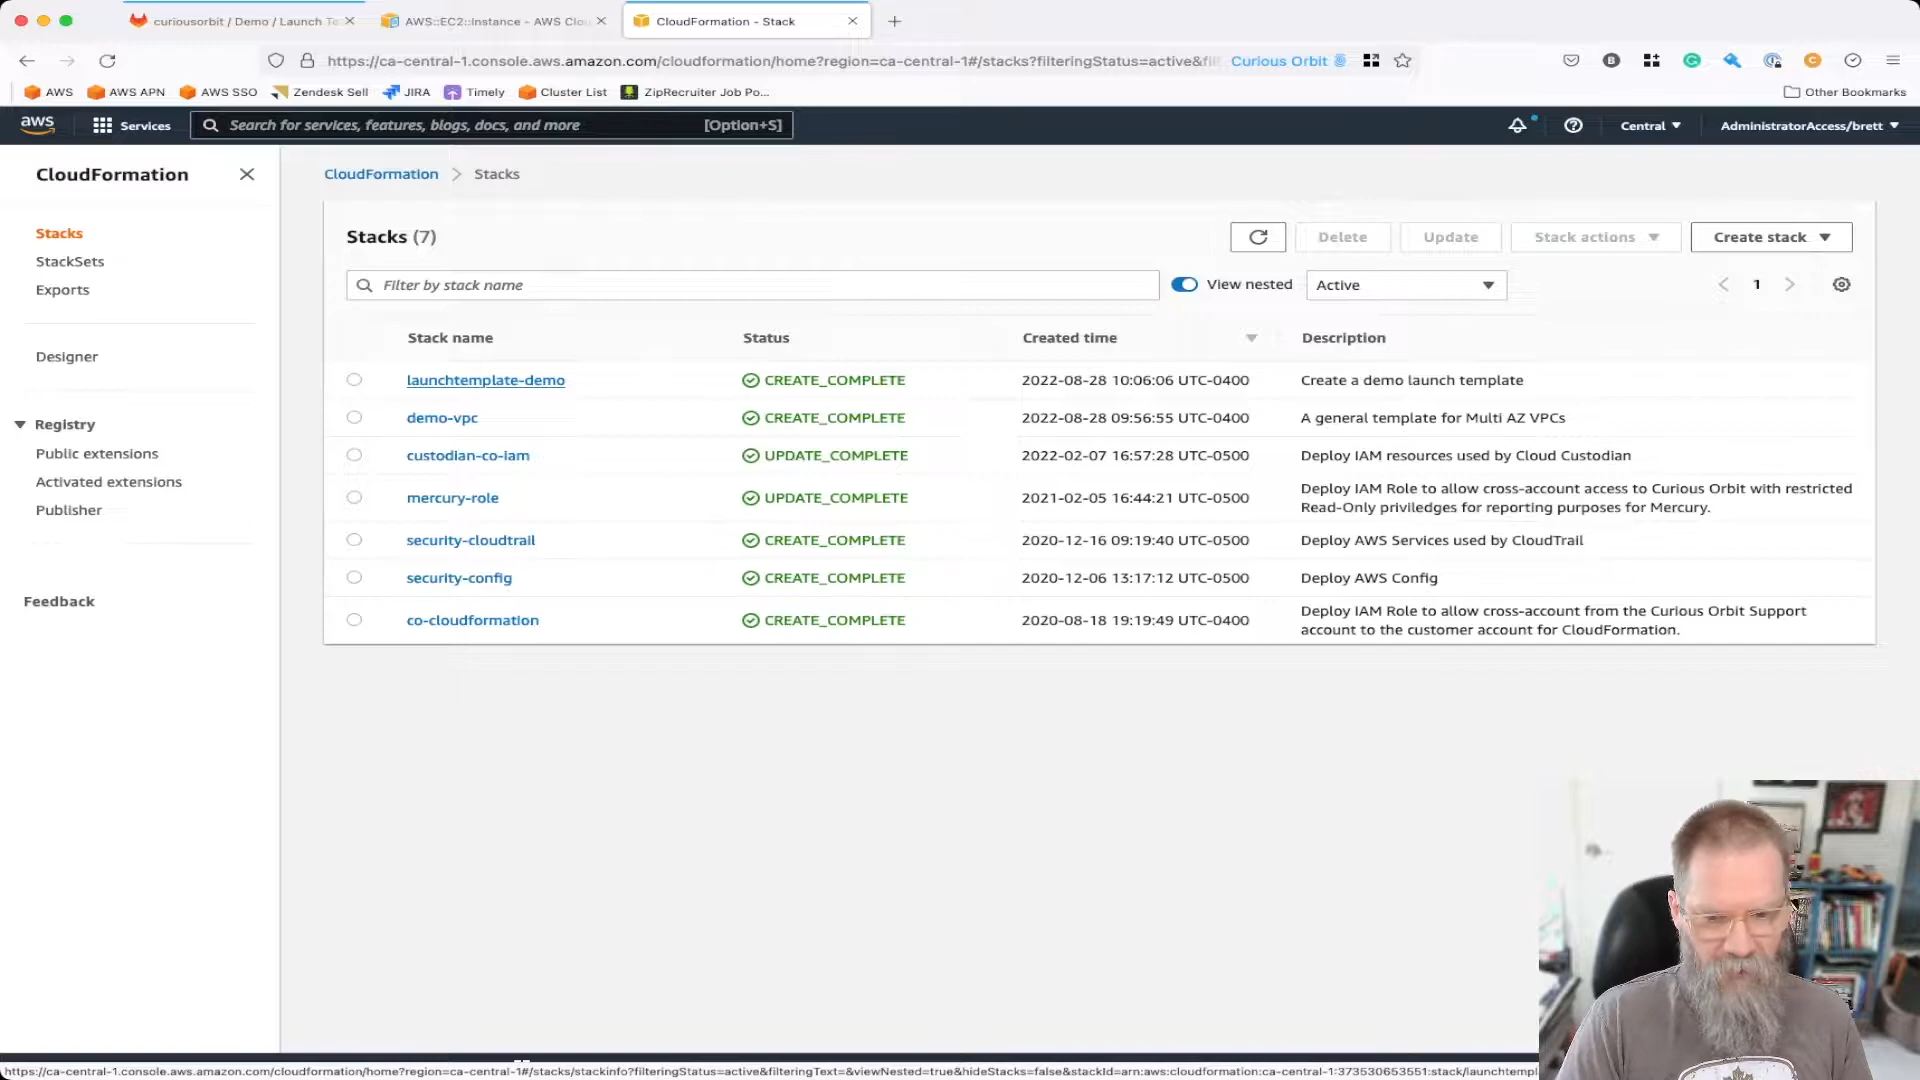 curiousorbit / Demo / Launch Te
AWS::EC2::Instance - AWS Clou
CloudFormation - Stack
https://ca-central-1.console.aws.amazon.com/cloudformation/home?region=ca-central-1#/stacks?filteringStatus=active&fil
Curious Orbit
AWS
AWS APN
AWS SSO
Zendesk Sell
JIRA
Timely
Cluster List
ZipRecruiter Job Po...
Other Bookmarks
aws
Services
Search for services, features, blogs, docs, and more
[Option+S]
Central
AdministratorAccess/brett
CloudFormation
Stacks
StackSets
Exports
Designer
Registry
Public extensions
Activated extensions
Publisher
Feedback
CloudFormation > Stacks
Stacks (7)
Delete
Update
Stack actions
Create stack
Filter by stack name
View nested
Active
1
Stack name Status Created time Description
launchtemplate-demo CREATE_COMPLETE 2022-08-28 10:06:06 UTC-0400 Create a demo launch template
demo-vpc CREATE_COMPLETE 2022-08-28 09:56:55 UTC-0400 A general template for Multi AZ VPCs
custodian-co-iam UPDATE_COMPLETE 2022-02-07 16:57:28 UTC-0500 Deploy IAM resources used by Cloud Custodian
mercury-role UPDATE_COMPLETE 2021-02-05 16:44:21 UTC-0500 Deploy IAM Role to allow cross-account access to Curious Orbit with restricted
Read-Only priviledges for reporting purposes for Mercury.
security-cloudtrail CREATE_COMPLETE 2020-12-16 09:19:40 UTC-0500 Deploy AWS Services used by CloudTrail
security-config CREATE_COMPLETE 2020-12-06 13:17:12 UTC-0500 Deploy AWS Config
co-cloudformation CREATE_COMPLETE 2020-08-18 19:19:49 UTC-0400 Deploy IAM Role to allow cross-account from the Curious Orbit Support
account to the customer account for CloudFormation.
https://ca-central-1.console.aws.amazon.com/cloudformation/home?region=ca-central-1#/stacks/stackinfo?filteringStatus=active&filteringText=&viewNested=true&hideStacks=false&stackId=arn:aws:cloudformation:ca-central-1:373530653551:stack/launchtempl